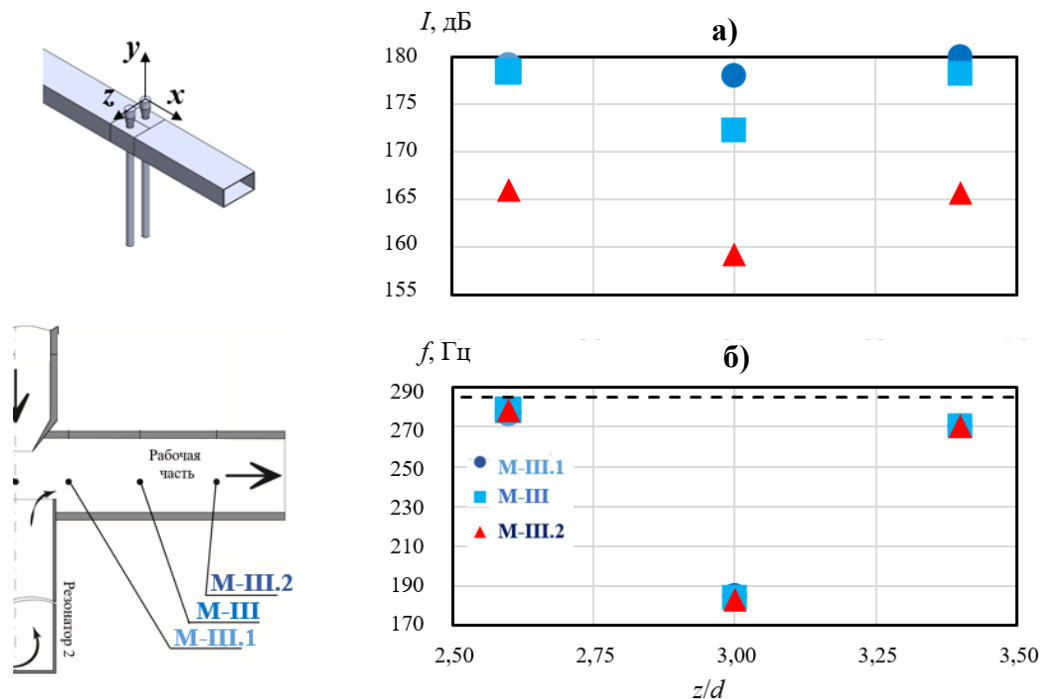 y
z
x
Рабочая
часть
Резонатор 2
М-III.2
М-III
М-III.1
I, дБ
а)
180
175
170
165
160
155
f, Гц
б)
290
270
250
230
210
190
170
М-III.1
М-III
М-III.2
2,50
2,75
3,00
3,25
3,50
z/d